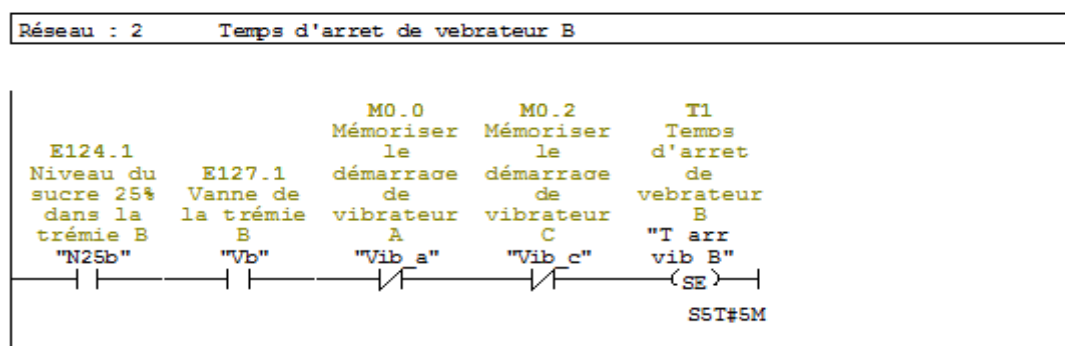 Réseau : 2 Temps d'arret de vebrateur B
M0.0 M0.2 T1
Mémoriser Mémoriser Temps
E124.1 le le d'arret
Niveau du E127.1 démarrage démarrage de
sucre 25% Vanne de de de vebrateur
dans la la trémie vibrateur vibrateur B
trémie B B A C "T arr
"N25b" "Vb" "Vib_a" "Vib_c" vib B"
SE
S5T#5M